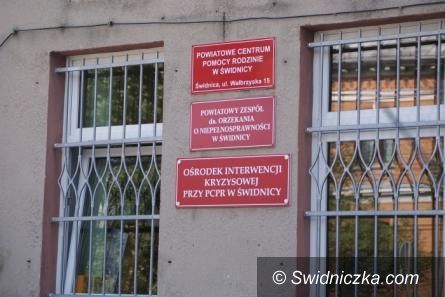 POWIATOWE CENTRUM
POMOCY RODZINIE
W ŚWIDNICY
Świdnica, ul. Wałbrzyska 15
POWIATOWY ZESPÓŁ
ds. ORZEKANIA
O NIEPEŁNOSPRAWNOŚCI
W ŚWIDNICY
OŚRODEK INTERWENCJI
KRYZYSOWEJ
PRZY PCPR W ŚWIDNICY
© Swidniczka.com